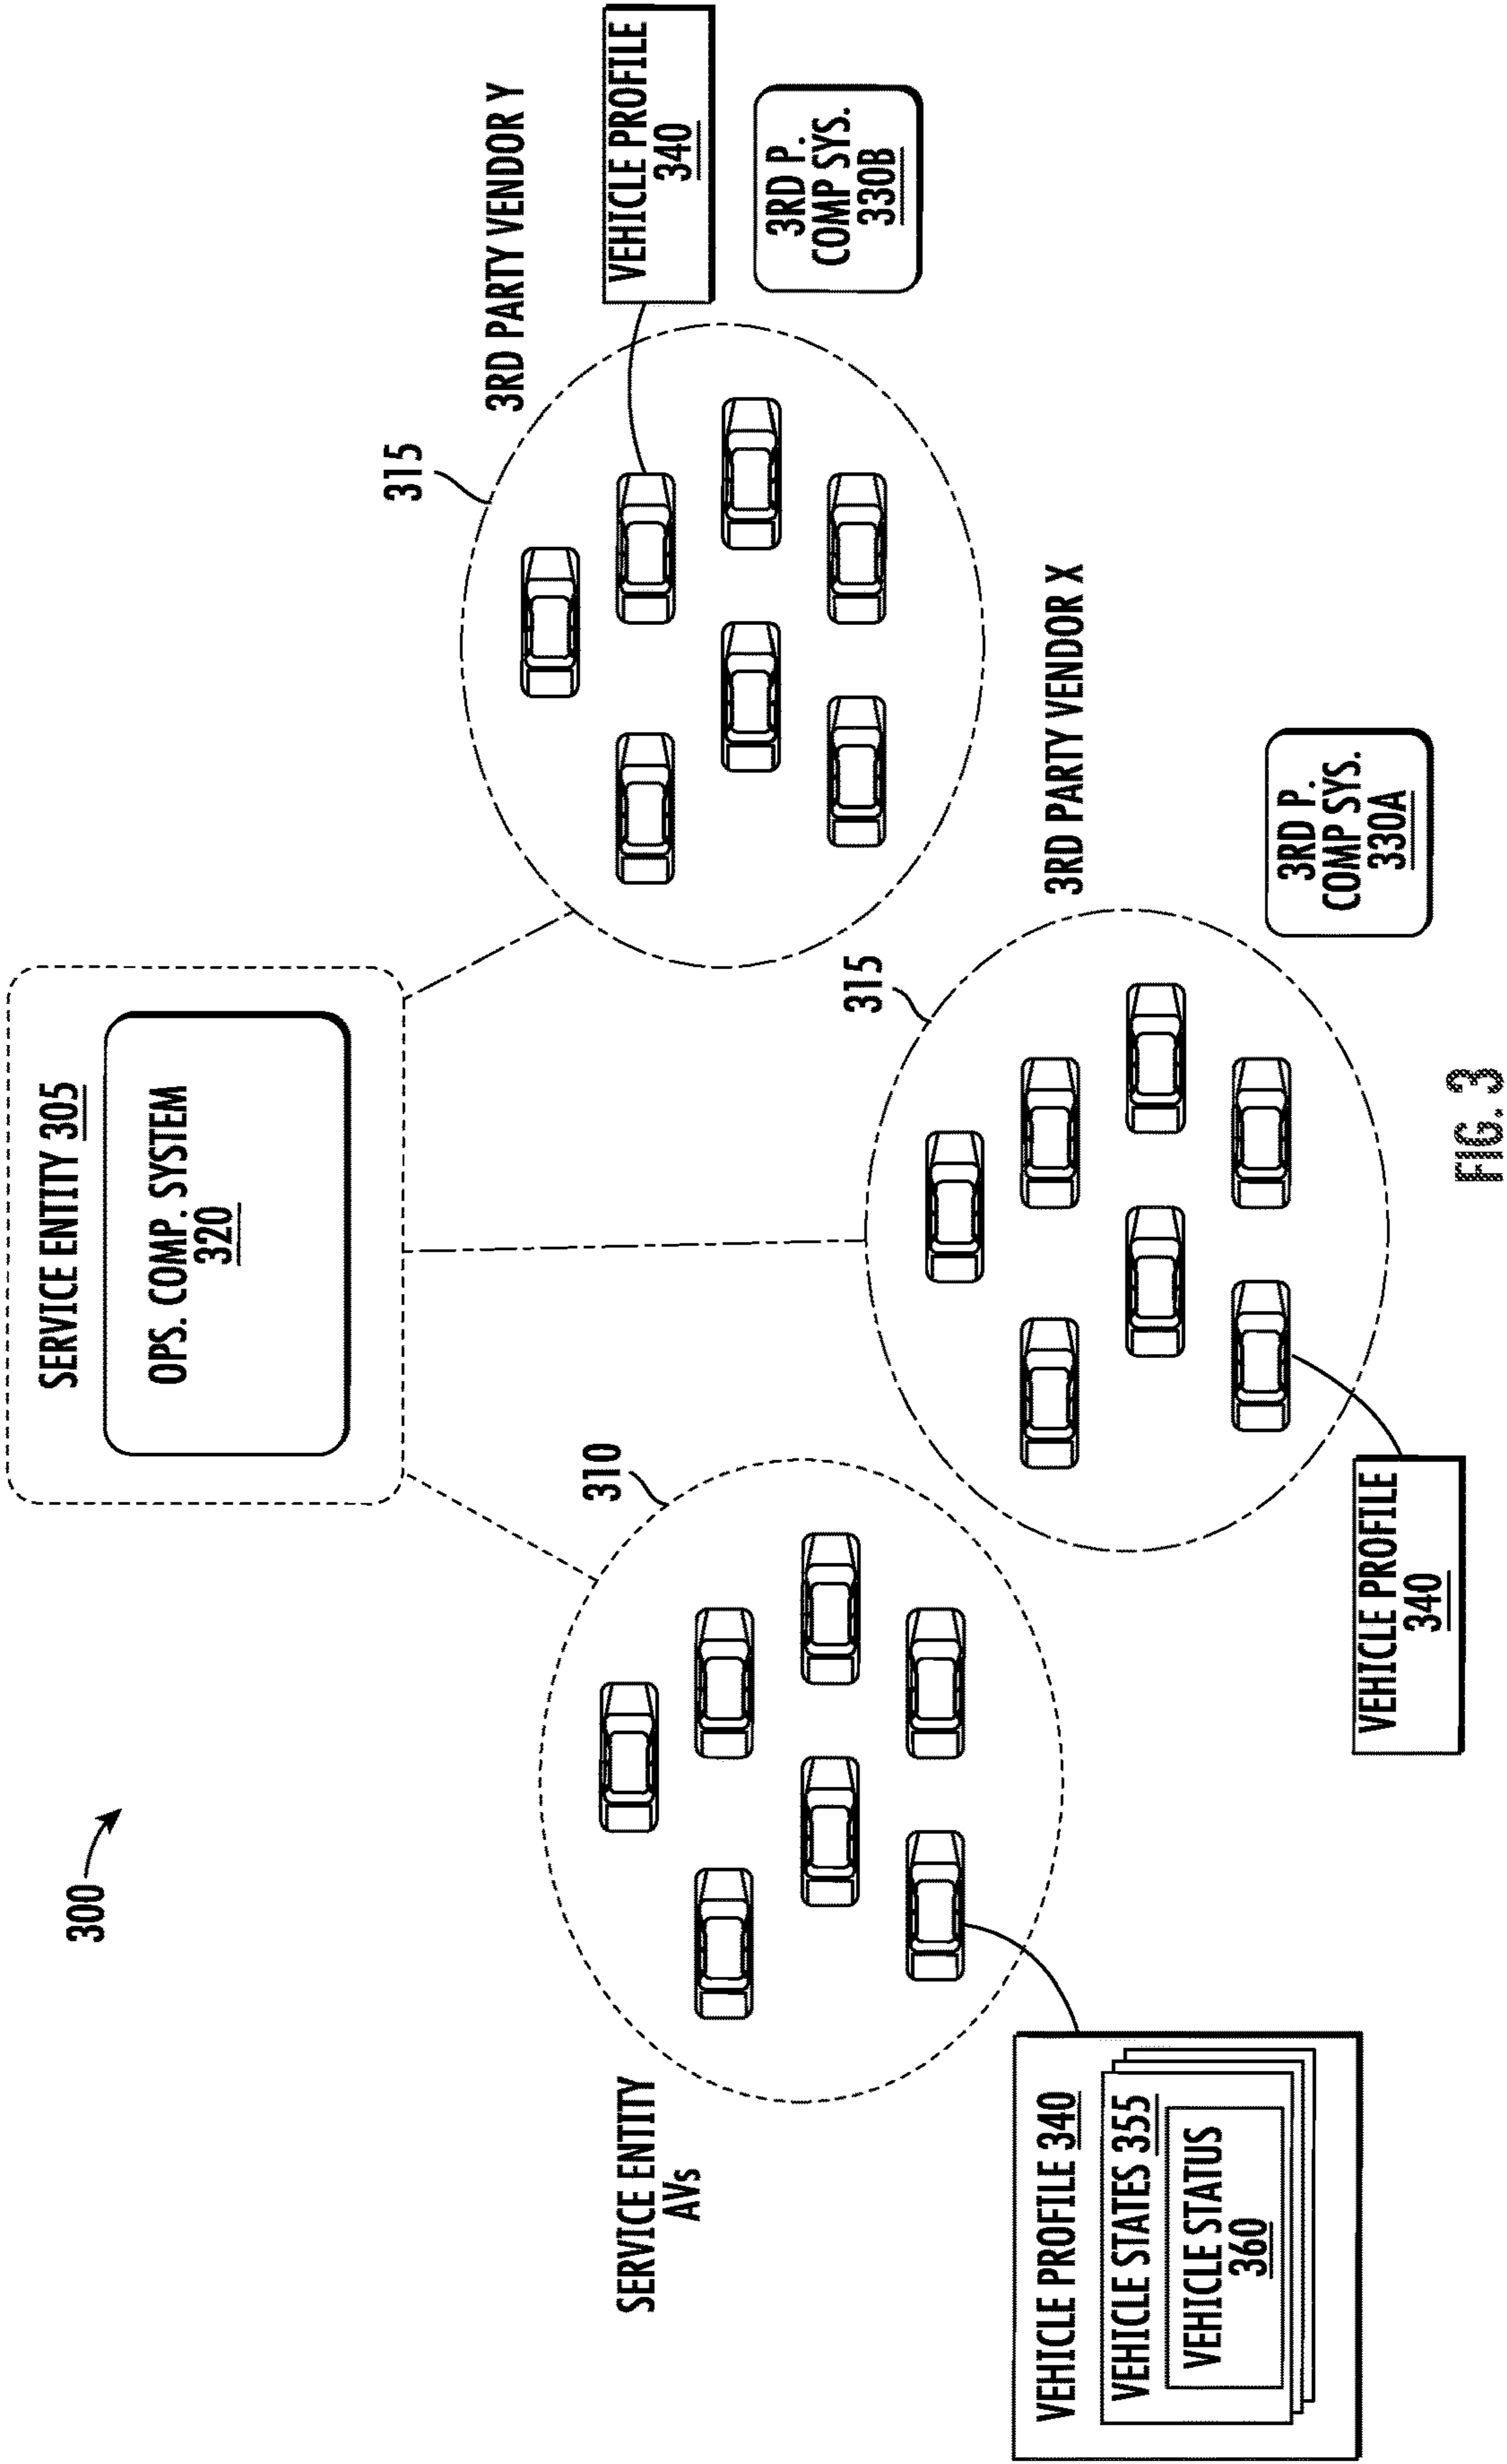 300
SERVICE ENTITY 305
OPS. COMP. SYSTEM
320
315
3RD PARTY VENDOR Y
VEHICLE PROFILE
340
3RD P.
COMP SYS.
330B
310
SERVICE ENTITY
AVs
315
3RD PARTY VENDOR X
VEHICLE PROFILE 340
VEHICLE STATES 355
VEHICLE STATUS
360
3RD P.
COMP SYS.
330A
VEHICLE PROFILE
340
FIG. 3